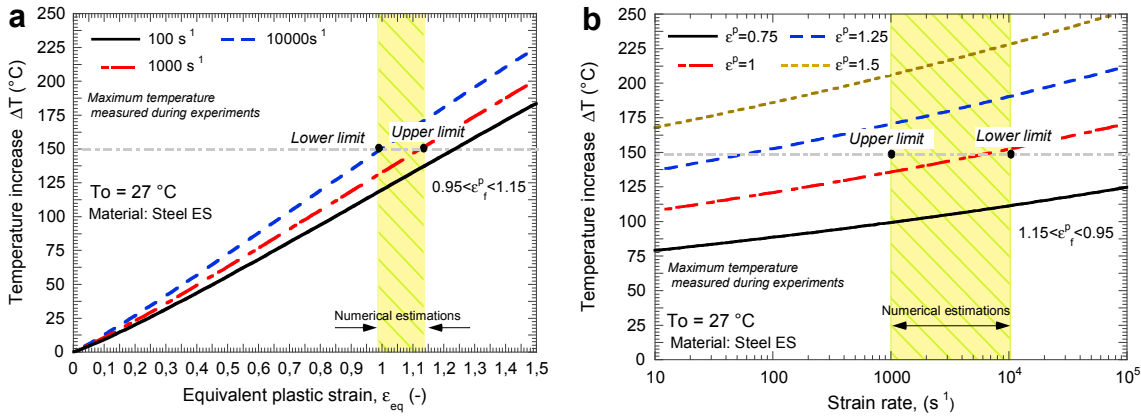 a
250
225
200
175
150
125
100
75
50
25
0
Temperature increase ΔT (°C)
100 s¹
10000s¹
1000 s¹
Maximum temperature
measured during experiments
Lower limit
Upper limit
To = 27 °C
Material: Steel ES
0.95<εᵖf<1.15
Numerical estimations
0 0,1 0,2 0,3 0,4 0,5 0,6 0,7 0,8 0,9 1 1,1 1,2 1,3 1,4 1,5
Equivalent plastic strain, εeq (-)
b
250
225
200
175
150
125
100
75
50
25
0
Temperature increase ΔT (°C)
εᵖ=0.75
εᵖ=1.25
εᵖ=1
εᵖ=1.5
Upper limit
Lower limit
1.15<εᵖf<0.95
Maximum temperature
measured during experiments
Numerical estimations
To = 27 °C
Material: Steel ES
10 100 1000 10⁴ 10⁵
Strain rate, (s¹)